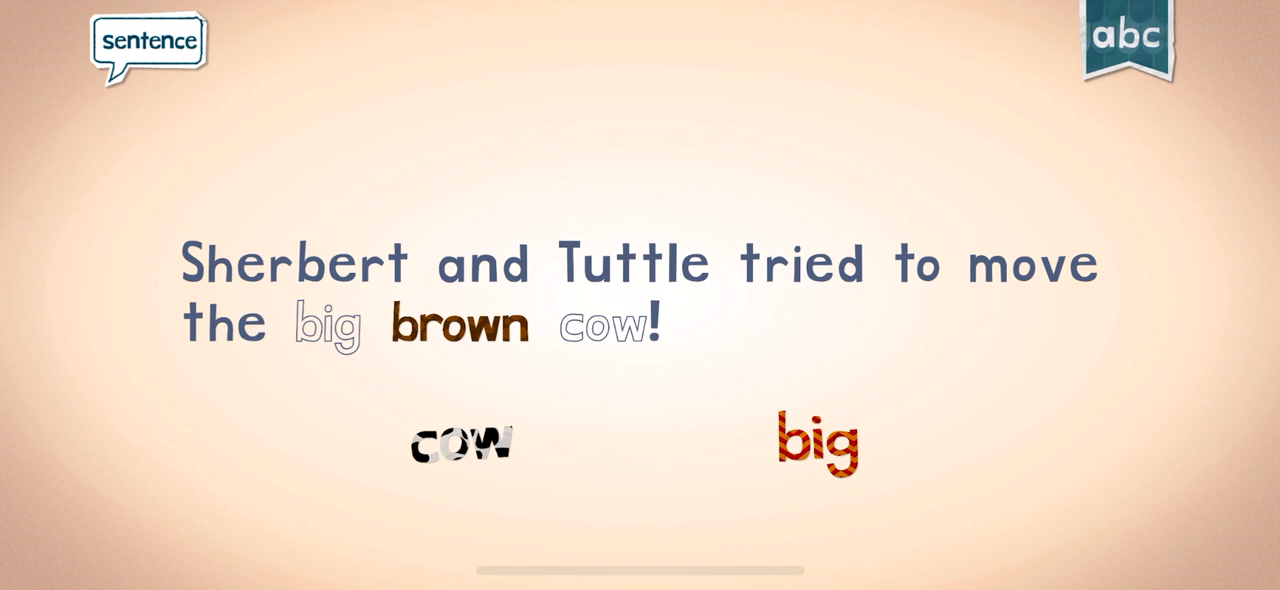 sentence
abc
Sherbert and Tuttle tried to move
the big brown cow!
cow
big